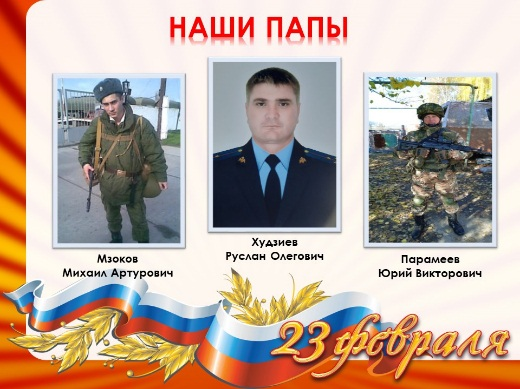 НАШИ ПАПЫ
Мзоков
Михаил Артурович
Худзиев
Руслан Олегович
Парамеев
Юрий Викторович
23 февраля